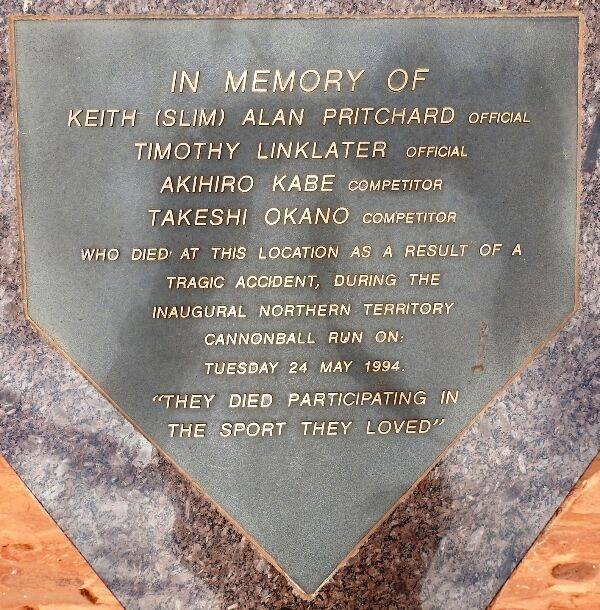 IN MEMORY OF
KEITH (SLIM) ALAN PRITCHARD OFFICIAL
TIMOTHY LINKLATER OFFICIAL
AKIHIRO KABE COMPETITOR
TAKESHI OKANO COMPETITOR
WHO DIED AT THIS LOCATION AS A RESULT OF A
TRAGIC ACCIDENT, DURING THE
INAUGURAL NORTHERN TERRITORY
CANNONBALL RUN ON:
TUESDAY 24 MAY 1994.
"THEY DIED PARTICIPATING IN
THE SPORT THEY LOVED"